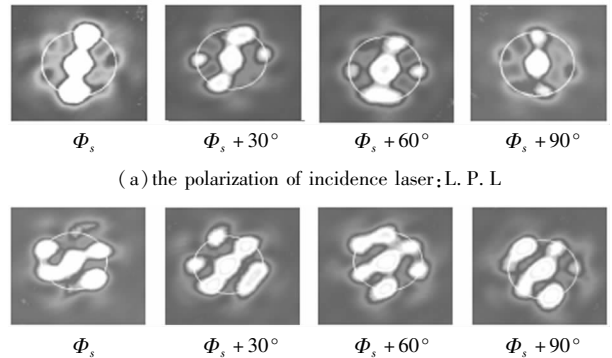 Φs Φs + 30° Φs + 60° Φs + 90°
(a) the polarization of incidence laser: L. P. L
Φs Φs + 30° Φs + 60° Φs + 90°